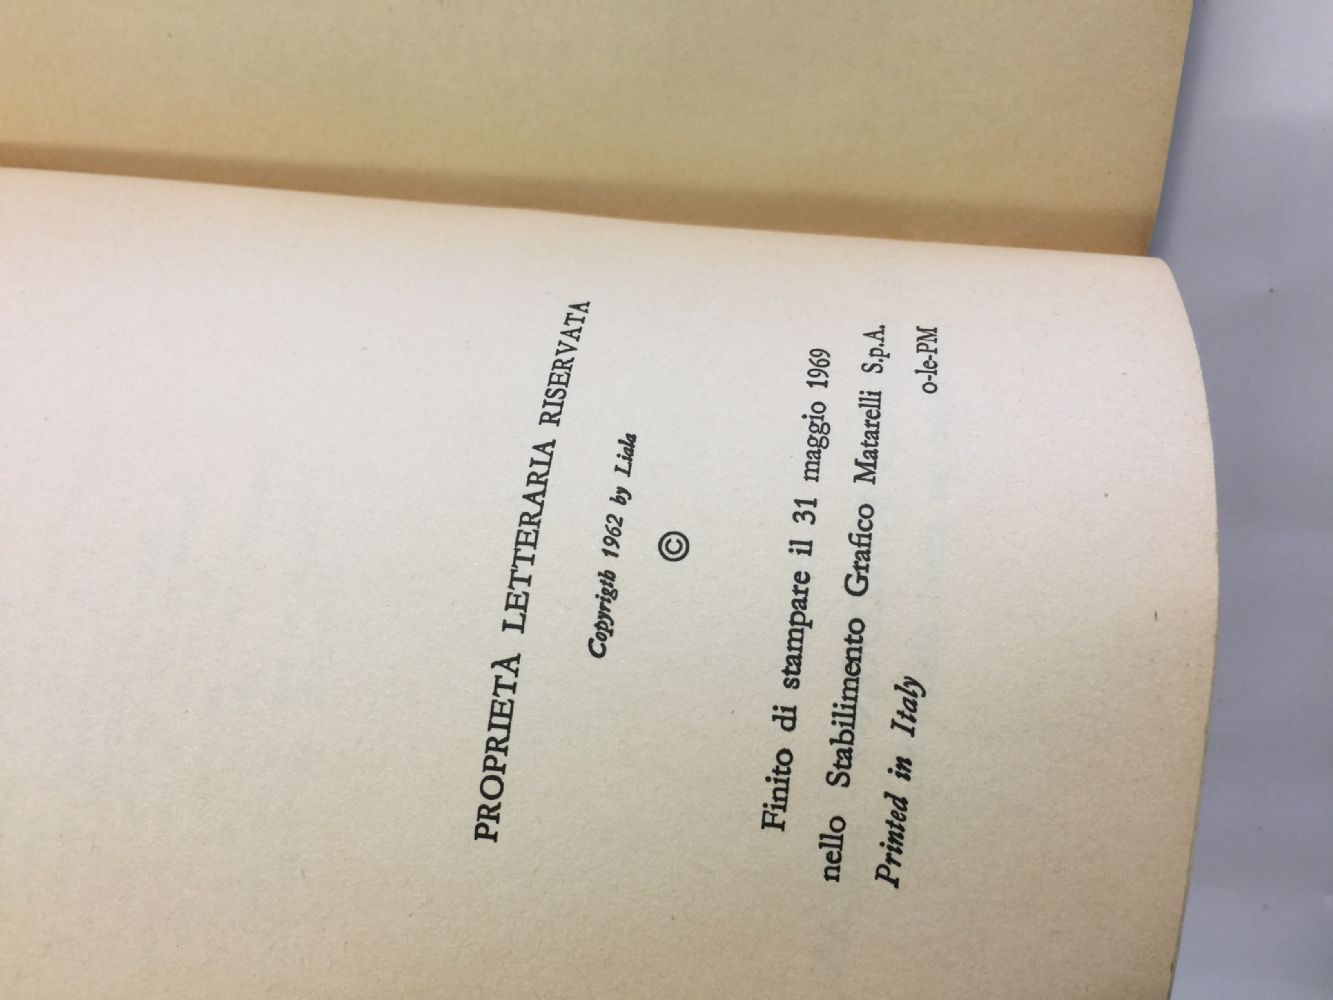 PROPRIETÀ LETTERARIA RISERVATA
Copyrigth 1962 by Liala
©
Finito di stampare il 31 maggio 1969
nello Stabilimento Grafico Matarelli S.p.A.
Printed in Italy
o-le-PM